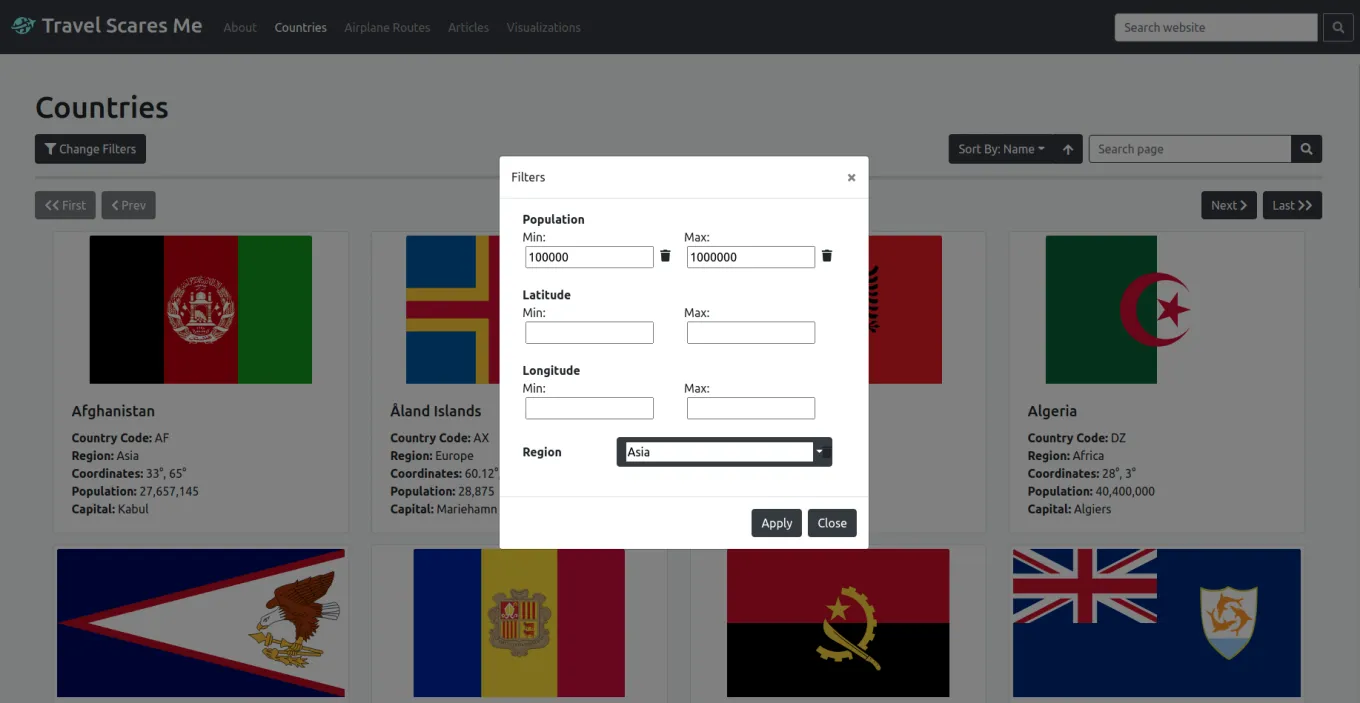 Travel Scares Me About Countries Airplane Routes Articles Visualizations Search website
Countries
Change Filters Sort By: Name Search page
First Prev Next Last
Filters ×
Population
Min: Max:
100000 1000000
Latitude
Min: Max:
Longitude
Min: Max:
Region Asia
Apply Close
Afghanistan
Country Code: AF
Region: Asia
Coordinates: 33°, 65°
Population: 27,657,145
Capital: Kabul
Åland Islands
Country Code: AX
Region: Europe
Coordinates: 60.12°
Population: 28,875
Capital: Mariehamn
Algeria
Country Code: DZ
Region: Africa
Coordinates: 28°, 3°
Population: 40,400,000
Capital: Algiers